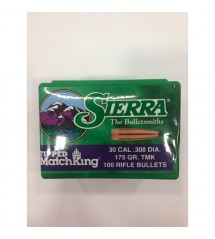 SIERRA
The Bulletsmiths
30 CAL. .308 DIA.
175 GR. TMK
100 RIFLE BULLETS
TIPPED
MATCHKING